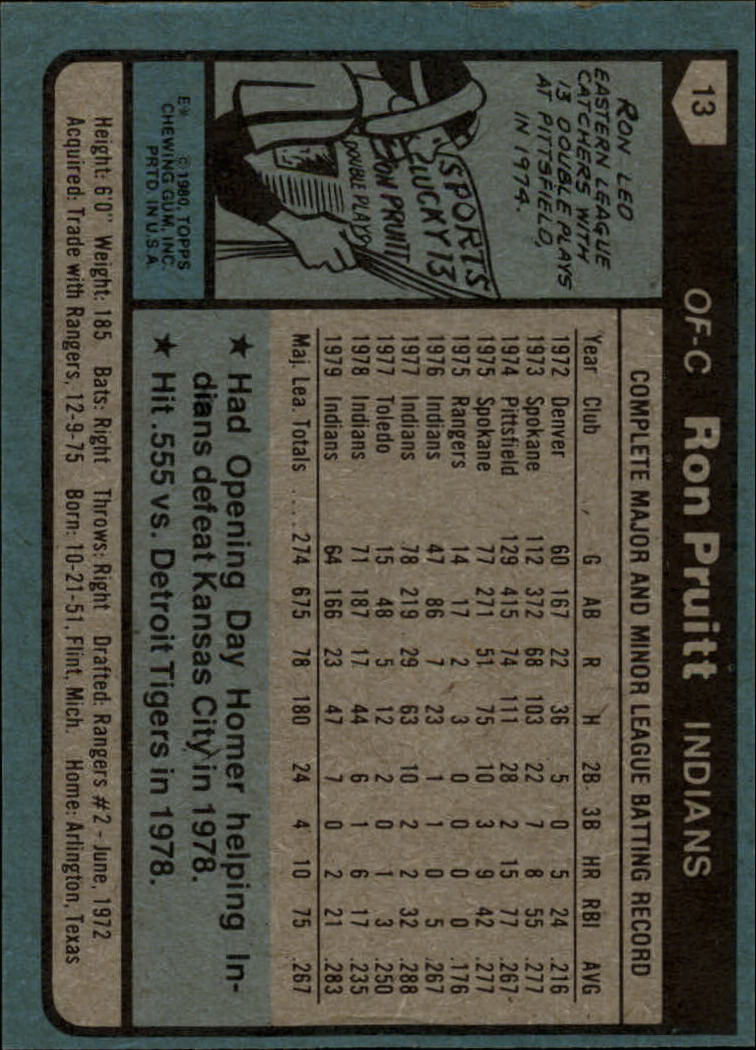 13
OF-C Ron Pruitt INDIANS
RON LED
EASTERN LEAGUE
CATCHERS WITH
13 DOUBLE PLAYS
AT PITTSFIELD,
IN 1974.
SPORTS
LUCKY 13
RON PRUITT
DOUBLE PLAYS
E* © 1980, TOPPS
CHEWING GUM, INC.
PRTD IN U.S.A.
COMPLETE MAJOR AND MINOR LEAGUE BATTING RECORD
Year Club G AB R H 2B 3B HR RBI AVG
1972 Denver 60 167 22 36 5 0 5 24 .216
1973 Spokane 112 372 68 103 22 7 8 55 .277
1974 Pittsfield 129 415 74 111 28 2 15 77 .267
1975 Spokane 77 271 51 75 10 3 9 42 .277
1975 Rangers 14 17 2 3 0 0 0 0 .176
1976 Indians 47 86 7 23 1 1 0 5 .267
1977 Indians 78 219 29 63 10 2 2 32 .288
1977 Toledo 15 48 5 12 2 0 1 3 .250
1978 Indians 71 187 17 44 6 1 6 17 .235
1979 Indians 64 166 23 47 7 0 2 21 .283
Maj. Lea. Totals .... 274 675 78 180 24 4 10 75 .267
★ Had Opening Day Homer helping In-
dians defeat Kansas City in 1978.
★ Hit .555 vs. Detroit Tigers in 1978.
Height: 6'0" Weight: 185 Bats: Right Throws: Right Drafted: Rangers #2 - June, 1972
Acquired: Trade with Rangers, 12-9-75 Born: 10-21-51, Flint, Mich. Home: Arlington, Texas